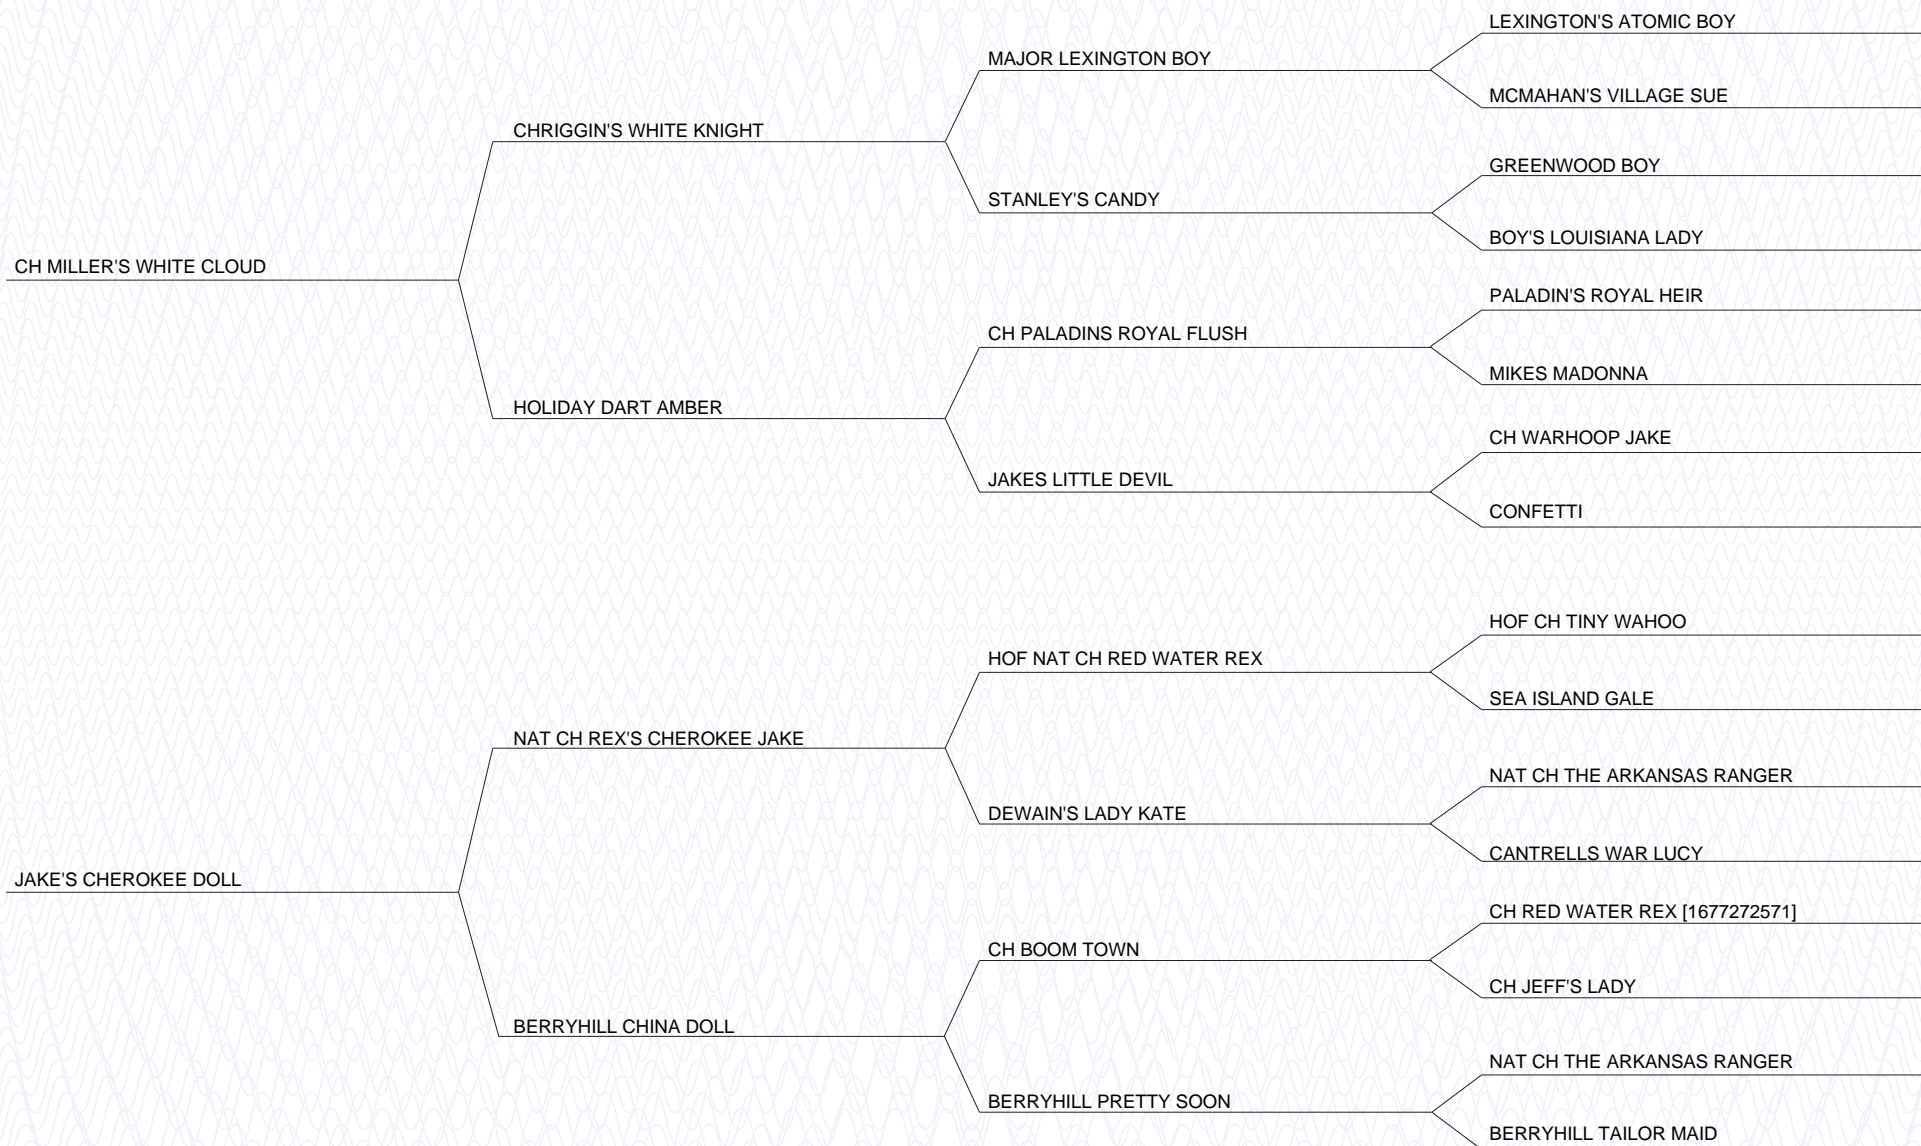 LEXINGTON'S ATOMIC BOY
MAJOR LEXINGTON BOY
MCMAHAN'S VILLAGE SUE
CHRIGGIN'S WHITE KNIGHT
GREENWOOD BOY
STANLEY'S CANDY
BOY'S LOUISIANA LADY
CH MILLER'S WHITE CLOUD
PALADIN'S ROYAL HEIR
CH PALADINS ROYAL FLUSH
MIKES MADONNA
HOLIDAY DART AMBER
CH WARHOOP JAKE
JAKES LITTLE DEVIL
CONFETTI
HOF CH TINY WAHOO
HOF NAT CH RED WATER REX
SEA ISLAND GALE
NAT CH REX'S CHEROKEE JAKE
NAT CH THE ARKANSAS RANGER
DEWAIN'S LADY KATE
CANTRELLS WAR LUCY
JAKE'S CHEROKEE DOLL
CH RED WATER REX [1677272571]
CH BOOM TOWN
CH JEFF'S LADY
BERRYHILL CHINA DOLL
NAT CH THE ARKANSAS RANGER
BERRYHILL PRETTY SOON
BERRYHILL TAILOR MAID